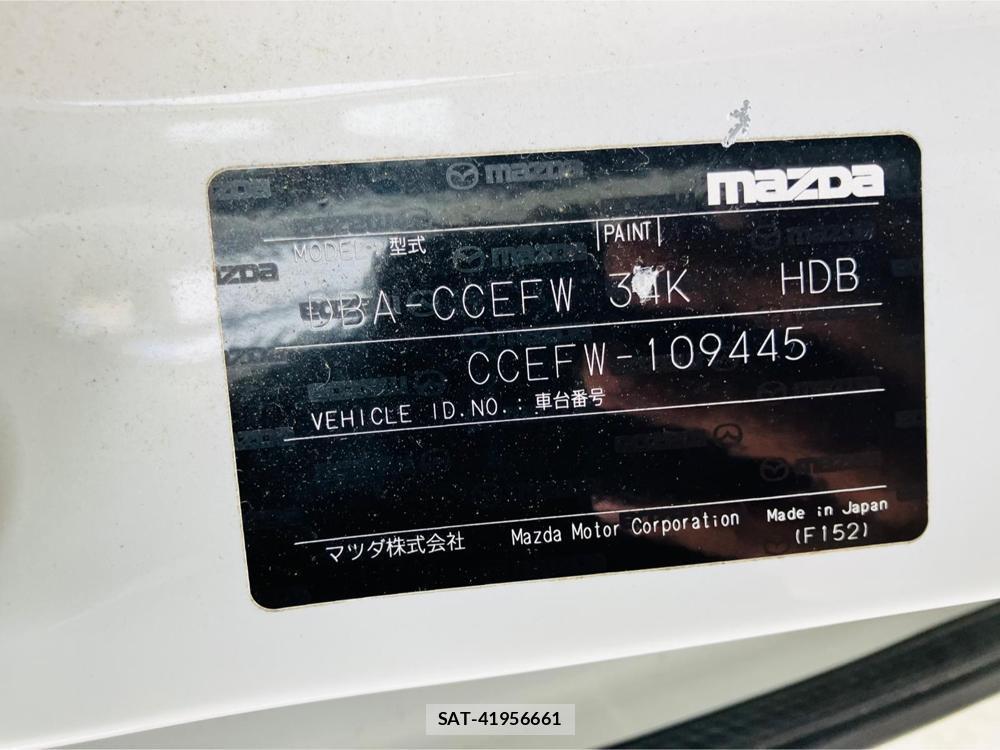 mazda
MODEL : 型式 PAINT
DBA-CCEFW 34K HDB
CCEFW-109445
VEHICLE ID.NO. : 車台番号
マツダ株式会社 Mazda Motor Corporation Made in Japan
(F152)
SAT-41956661